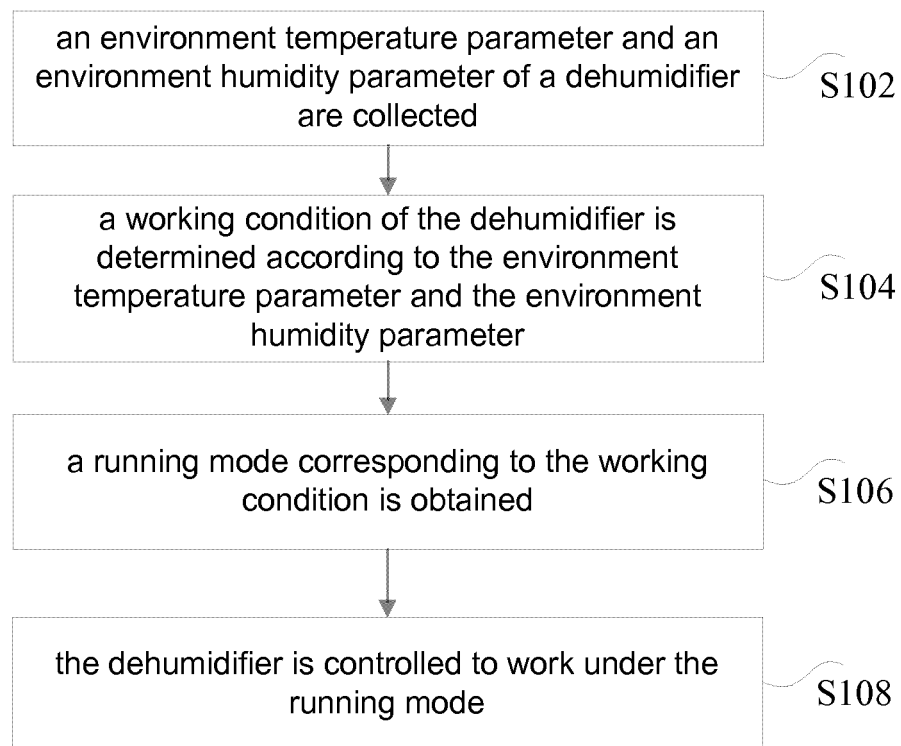 an environment temperature parameter and an
environment humidity parameter of a dehumidifier
are collected
S102
a working condition of the dehumidifier is
determined according to the environment
temperature parameter and the environment
humidity parameter
S104
a running mode corresponding to the working
condition is obtained
S106
the dehumidifier is controlled to work under the
running mode
S108